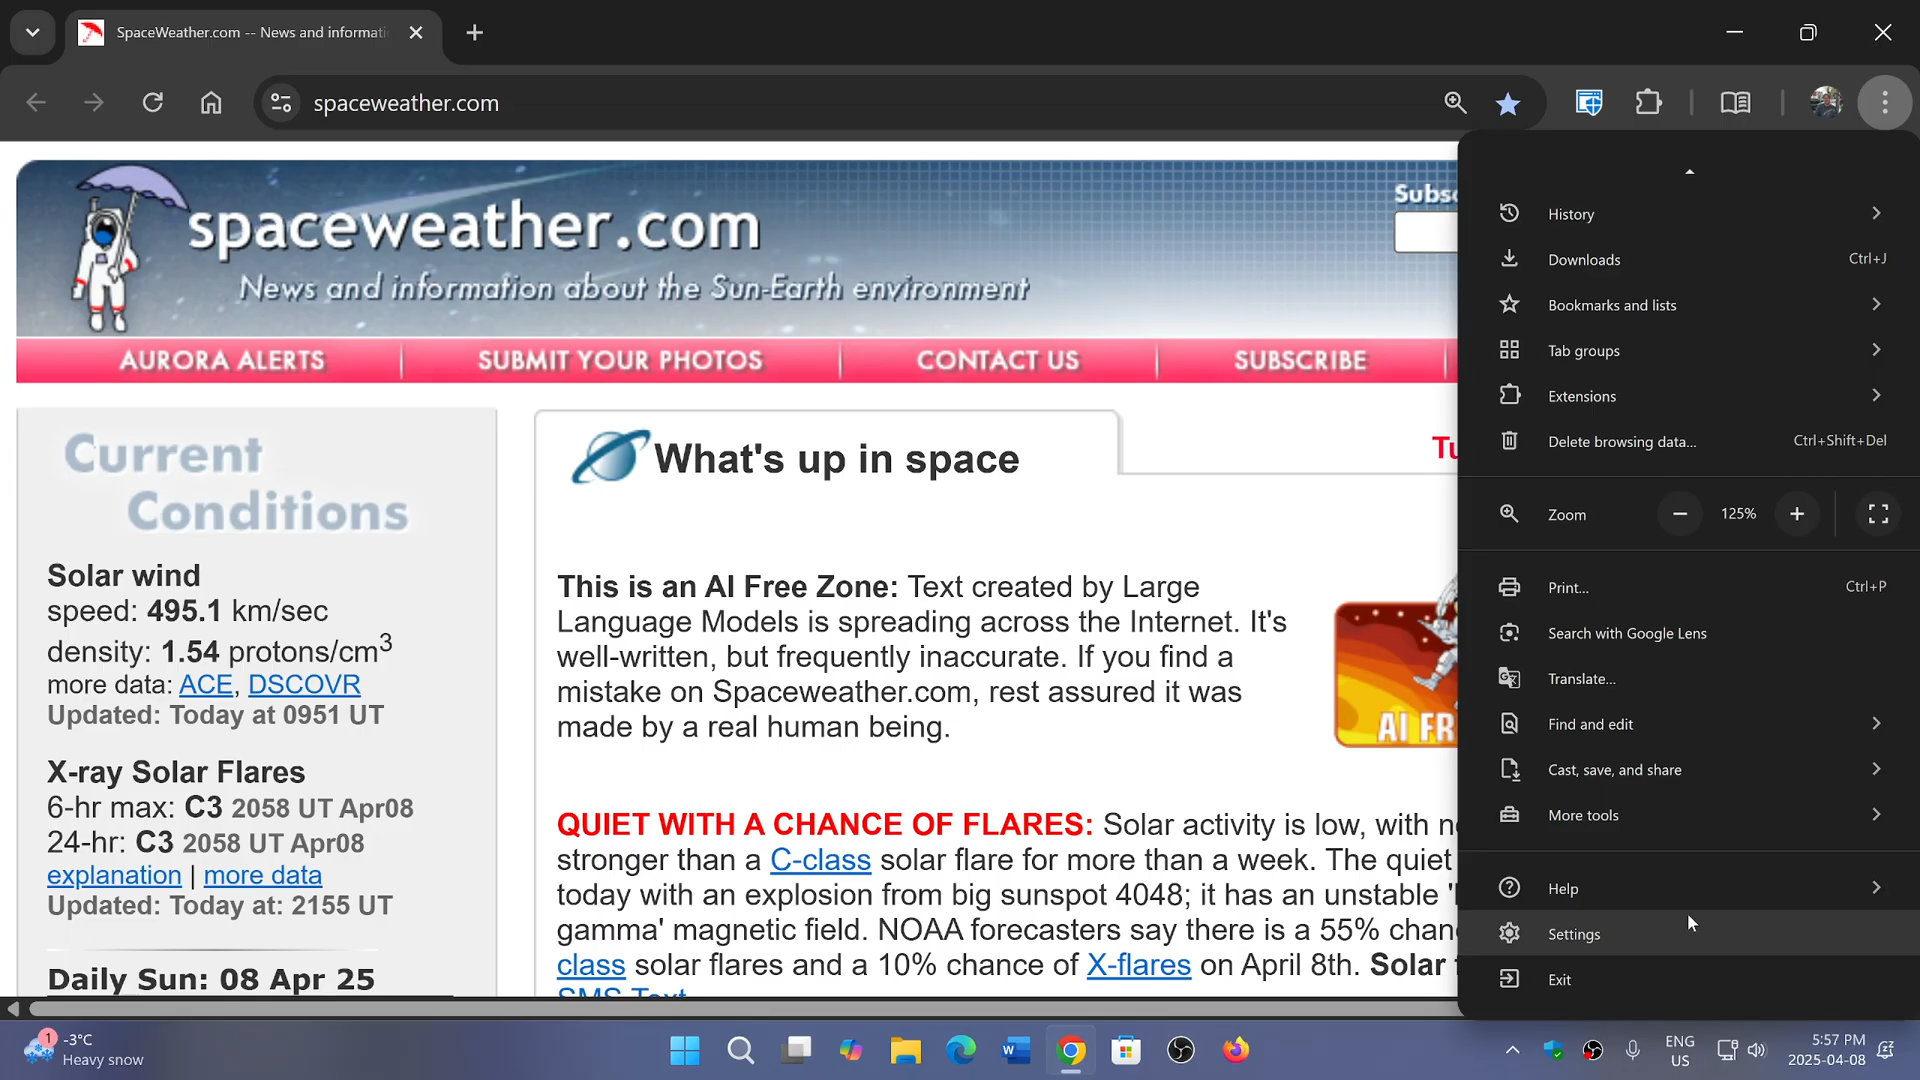 SpaceWeather.com -- News and informati
spaceweather.com
spaceweather.com
News and information about the Sun-Earth environment
Subsc
AURORA ALERTS
SUBMIT YOUR PHOTOS
CONTACT US
SUBSCRIBE
Current
Conditions
Solar wind
speed: 495.1 km/sec
density: 1.54 protons/cm3
more data: ACE, DSCOVR
Updated: Today at 0951 UT
X-ray Solar Flares
6-hr max: C3 2058 UT Apr08
24-hr: C3 2058 UT Apr08
explanation | more data
Updated: Today at: 2155 UT
Daily Sun: 08 Apr 25
What's up in space
Tu
This is an AI Free Zone: Text created by Large
Language Models is spreading across the Internet. It's
well-written, but frequently inaccurate. If you find a
mistake on Spaceweather.com, rest assured it was
made by a real human being.
AI FR
QUIET WITH A CHANCE OF FLARES: Solar activity is low, with n
stronger than a C-class solar flare for more than a week. The quiet
today with an explosion from big sunspot 4048; it has an unstable '
gamma' magnetic field. NOAA forecasters say there is a 55% chan
class solar flares and a 10% chance of X-flares on April 8th. Solar
SMS Text
History
Downloads Ctrl+J
Bookmarks and lists
Tab groups
Extensions
Delete browsing data... Ctrl+Shift+Del
Zoom 125%
Print... Ctrl+P
Search with Google Lens
Translate...
Find and edit
Cast, save, and share
More tools
Help
Settings
Exit
1
-3°C
Heavy snow
ENG
US
5:57 PM
2025-04-08